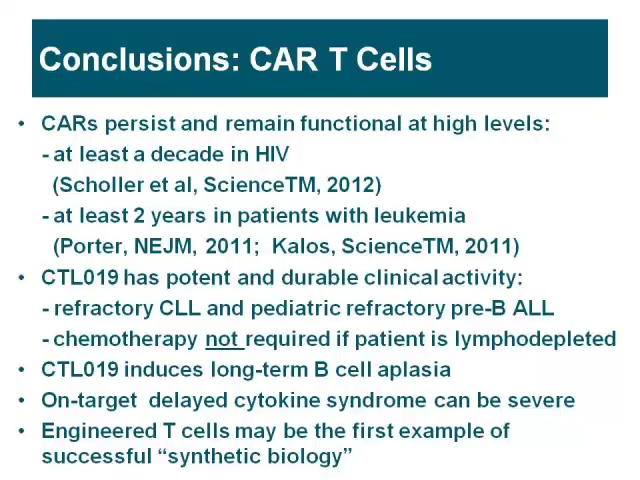 Conclusions: CAR T Cells
• CARs persist and remain functional at high levels:
- at least a decade in HIV
(Scholler et al, ScienceTM, 2012)
- at least 2 years in patients with leukemia
(Porter, NEJM, 2011; Kalos, ScienceTM, 2011)
• CTL019 has potent and durable clinical activity:
- refractory CLL and pediatric refractory pre-B ALL
- chemotherapy not required if patient is lymphodepleted
• CTL019 induces long-term B cell aplasia
• On-target delayed cytokine syndrome can be severe
• Engineered T cells may be the first example of
successful “synthetic biology”